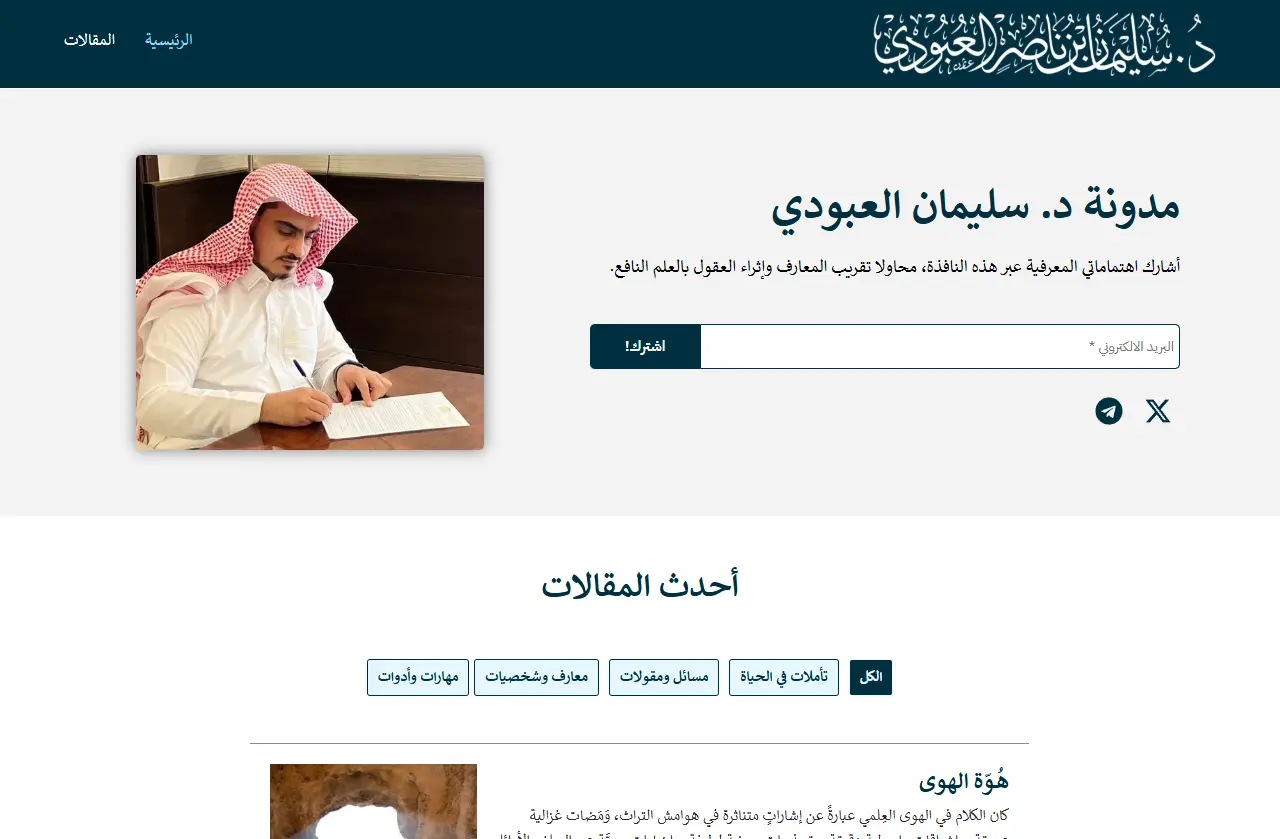 د. سليمان بن ناصر العبودي
الرئيسية
المقالات
مدونة د. سليمان العبودي
أشارك اهتماماتي المعرفية عبر هذه النافذة، محاولا تقريب المعارف وإثراء العقول بالعلم النافع.
البريد الالكتروني *
اشترك!
أحدث المقالات
الكل
تأملات في الحياة
مسائل ومقولات
معارف وشخصيات
مهارات وأدوات
هُوّة الهوى
كان الكلام في الهوى العِلمي عبارةً عن إشاراتٍ متناثرة في هوامش التراث، وَمَضات غزالية